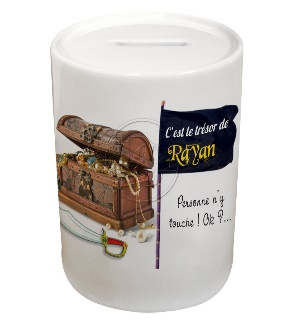 C'est le trésor de
Rayan
Personne n'y
touche ! Ok ?...